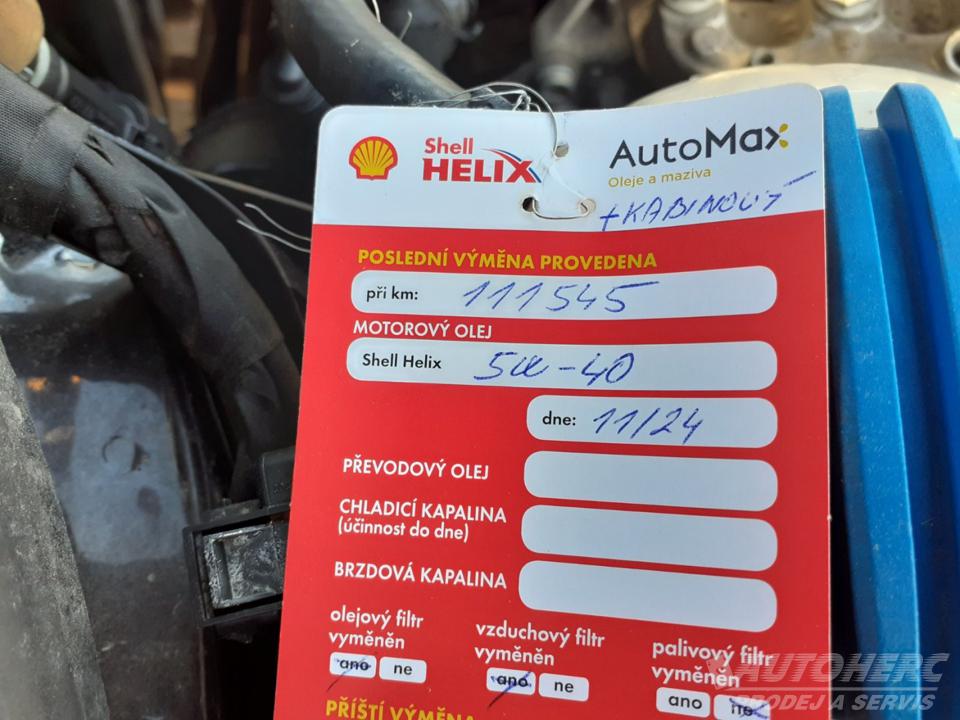 Shell
HELIX
AutoMax
Oleje a maziva
+KABINOVÝ
POSLEDNÍ VÝMĚNA PROVEDENA
při km: 111545
MOTOROVÝ OLEJ
Shell Helix 5W-40
dne: 11/24
PŘEVODOVÝ OLEJ
CHLADICÍ KAPALINA
(účinnost do dne)
BRZDOVÁ KAPALINA
olejový filtr
vyměněn
ano ne
vzduchový filtr
vyměněn
ano ne
palivový filtr
vyměněn
ano ne
PŘÍŠTÍ VÝMĚNA
AUTOHERC
PRODEJ A SERVIS